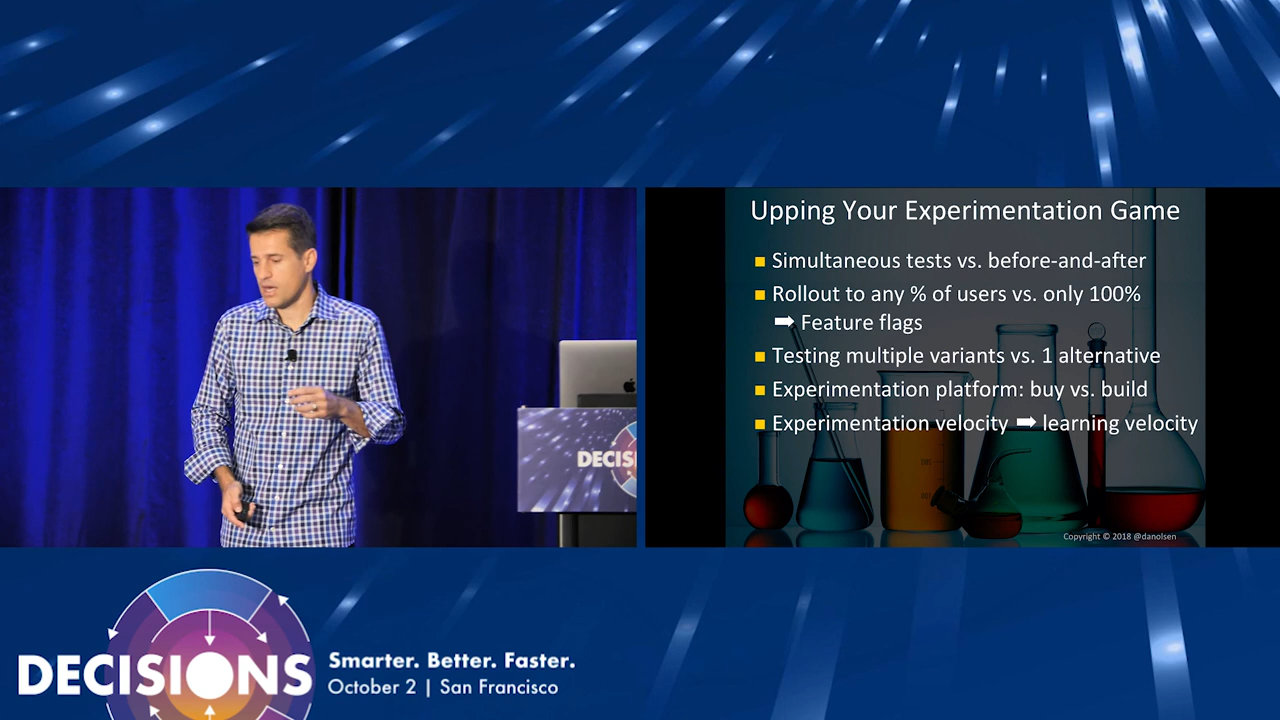 Upping Your Experimentation Game
Simultaneous tests vs. before-and-after
Rollout to any % of users vs. only 100%
➡ Feature flags
Testing multiple variants vs. 1 alternative
Experimentation platform: buy vs. build
Experimentation velocity ➡ learning velocity
Copyright © 2018 @danolsen
DECIS
DECISIONS
Smarter. Better. Faster.
October 2 | San Francisco